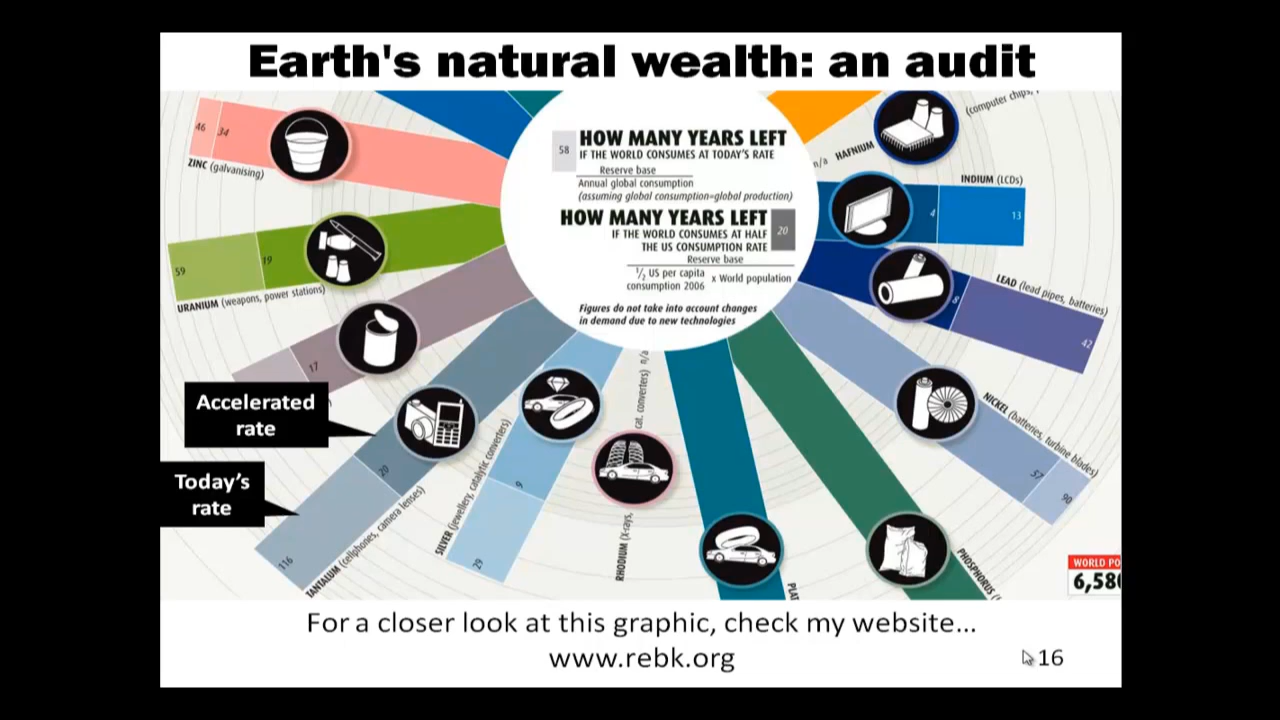 Earth's natural wealth: an audit
46
34
ZINC (galvanising)
59
19
URANIUM (weapons, power stations)
17
Accelerated
rate
Today's
rate
20
116
TANTALUM (cellphones, camera lenses)
SILVER (jewellery, catalytic converters)
9
29
58
HOW MANY YEARS LEFT
IF THE WORLD CONSUMES AT TODAY'S RATE
Reserve base
Annual global consumption
(assuming global consumption=global production)
HOW MANY YEARS LEFT
20
IF THE WORLD CONSUMES AT HALF
THE US CONSUMPTION RATE
Reserve base
1/2 US per capita
consumption 2006
x World population
Figures do not take into account changes
in demand due to new technologies
n/a
RHODIUM (X-rays, cat. converters)
PLAT
PHOSPHORUS (
n/a HAFNIUM
(computer chips,
INDIUM (LCDs)
4
13
LEAD (lead pipes, batteries)
8
42
NICKEL (batteries, turbine blades)
57
90
WORLD PO
6,58
For a closer look at this graphic, check my website...
www.rebk.org
16